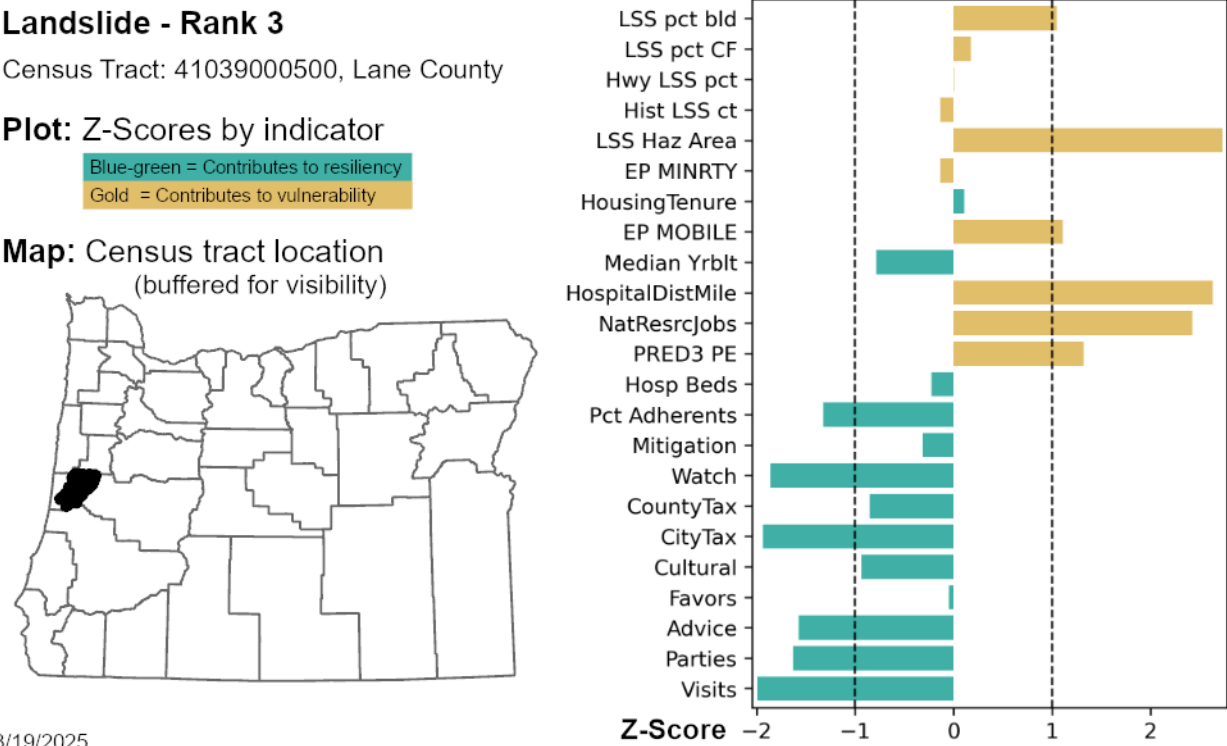 Landslide - Rank 3
Census Tract: 41039000500, Lane County
Plot: Z-Scores by indicator
Blue-green = Contributes to resiliency
Gold = Contributes to vulnerability
Map: Census tract location
(buffered for visibility)
LSS pct bld
LSS pct CF
Hwy LSS pct
Hist LSS ct
LSS Haz Area
EP MINRTY
HousingTenure
EP MOBILE
Median Yrblt
HospitalDistMile
NatResrcJobs
PRED3 PE
Hosp Beds
Pct Adherents
Mitigation
Watch
CountyTax
CityTax
Cultural
Favors
Advice
Parties
Visits
Z-Score −2 −1 0 1 2
/19/2025